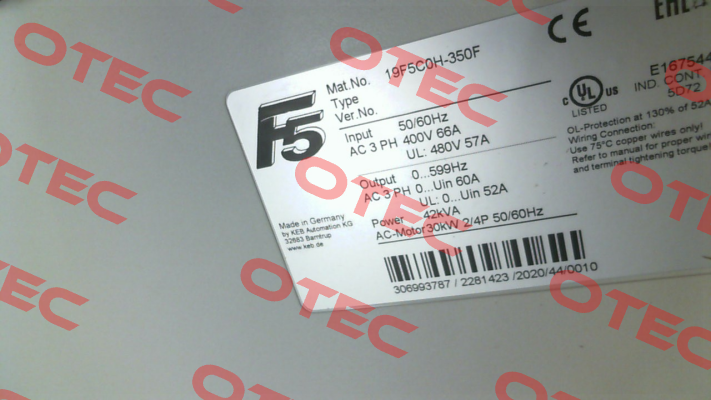 F5
Mat.No. 19F5C0H-350F
Type
Ver.No.
Input 50/60Hz
AC 3 PH 400V 66A
UL: 480V 57A
Output 0...599Hz
AC 3 PH 0...Uin 60A
UL: 0...Uin 52A
Power 42kVA
AC-Motor 30kW 2/4P 50/60Hz
Made in Germany
by KEB Automation KG
32683 Barntrup
www.keb.de
306993787 / 2281423 /2020/44/0010
CE
EAC
E167544
IND. CONT
5D72
C UL US
LISTED
OL-Protection at 130% of 52A
Wiring Connection:
Use 75°C copper wires only!
Refer to manual for proper wir
and terminal tightening torque!
OTEC
OTEC
OTEC
OTEC
OTEC
OTEC
OTEC
OTEC
OTEC
OTEC
OTEC